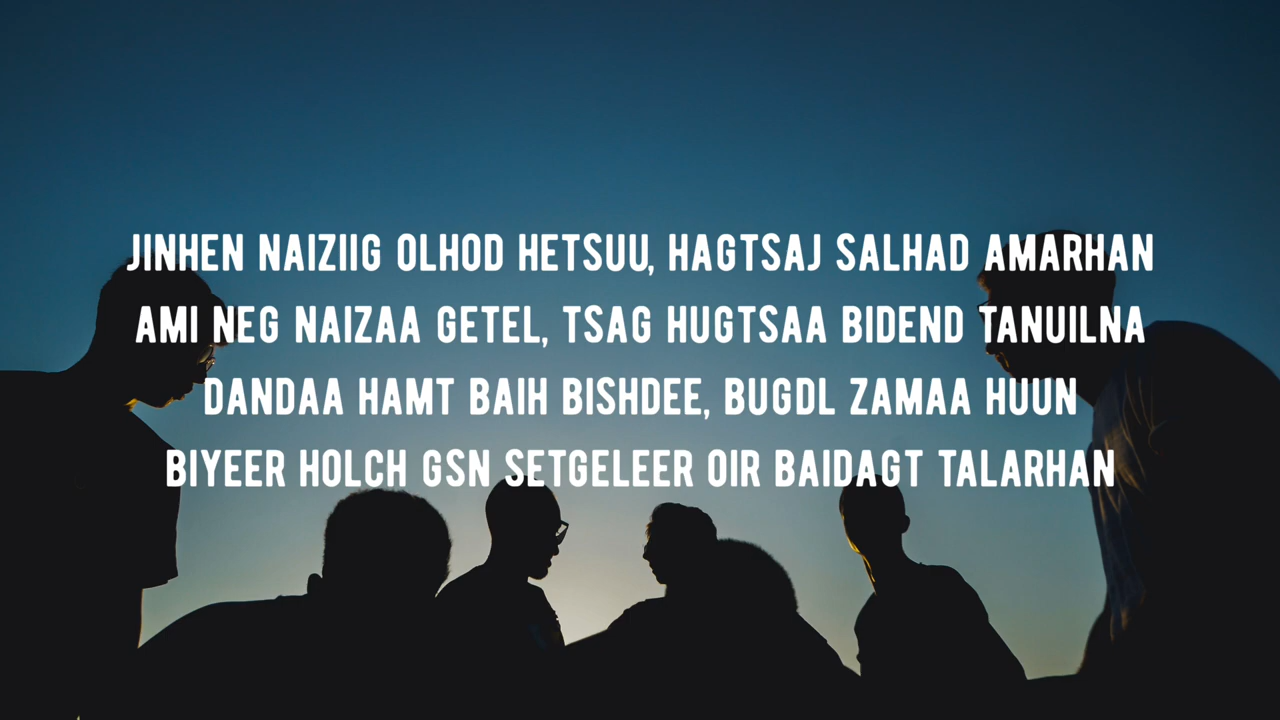 JINHEN NAIZIIG OLHOD HETSUU, HAGTSAJ SALHAD AMARHAN
AMI NEG NAIZAA GETEL, TSAG HUGTSAA BIDEND TANUILNA
DANDAA HAMT BAIH BISHDEE, BUGDL ZAMAA HUUN
BIYEER HOLCH GSN SETGELEER OIR BAIDAGT TALARHAN